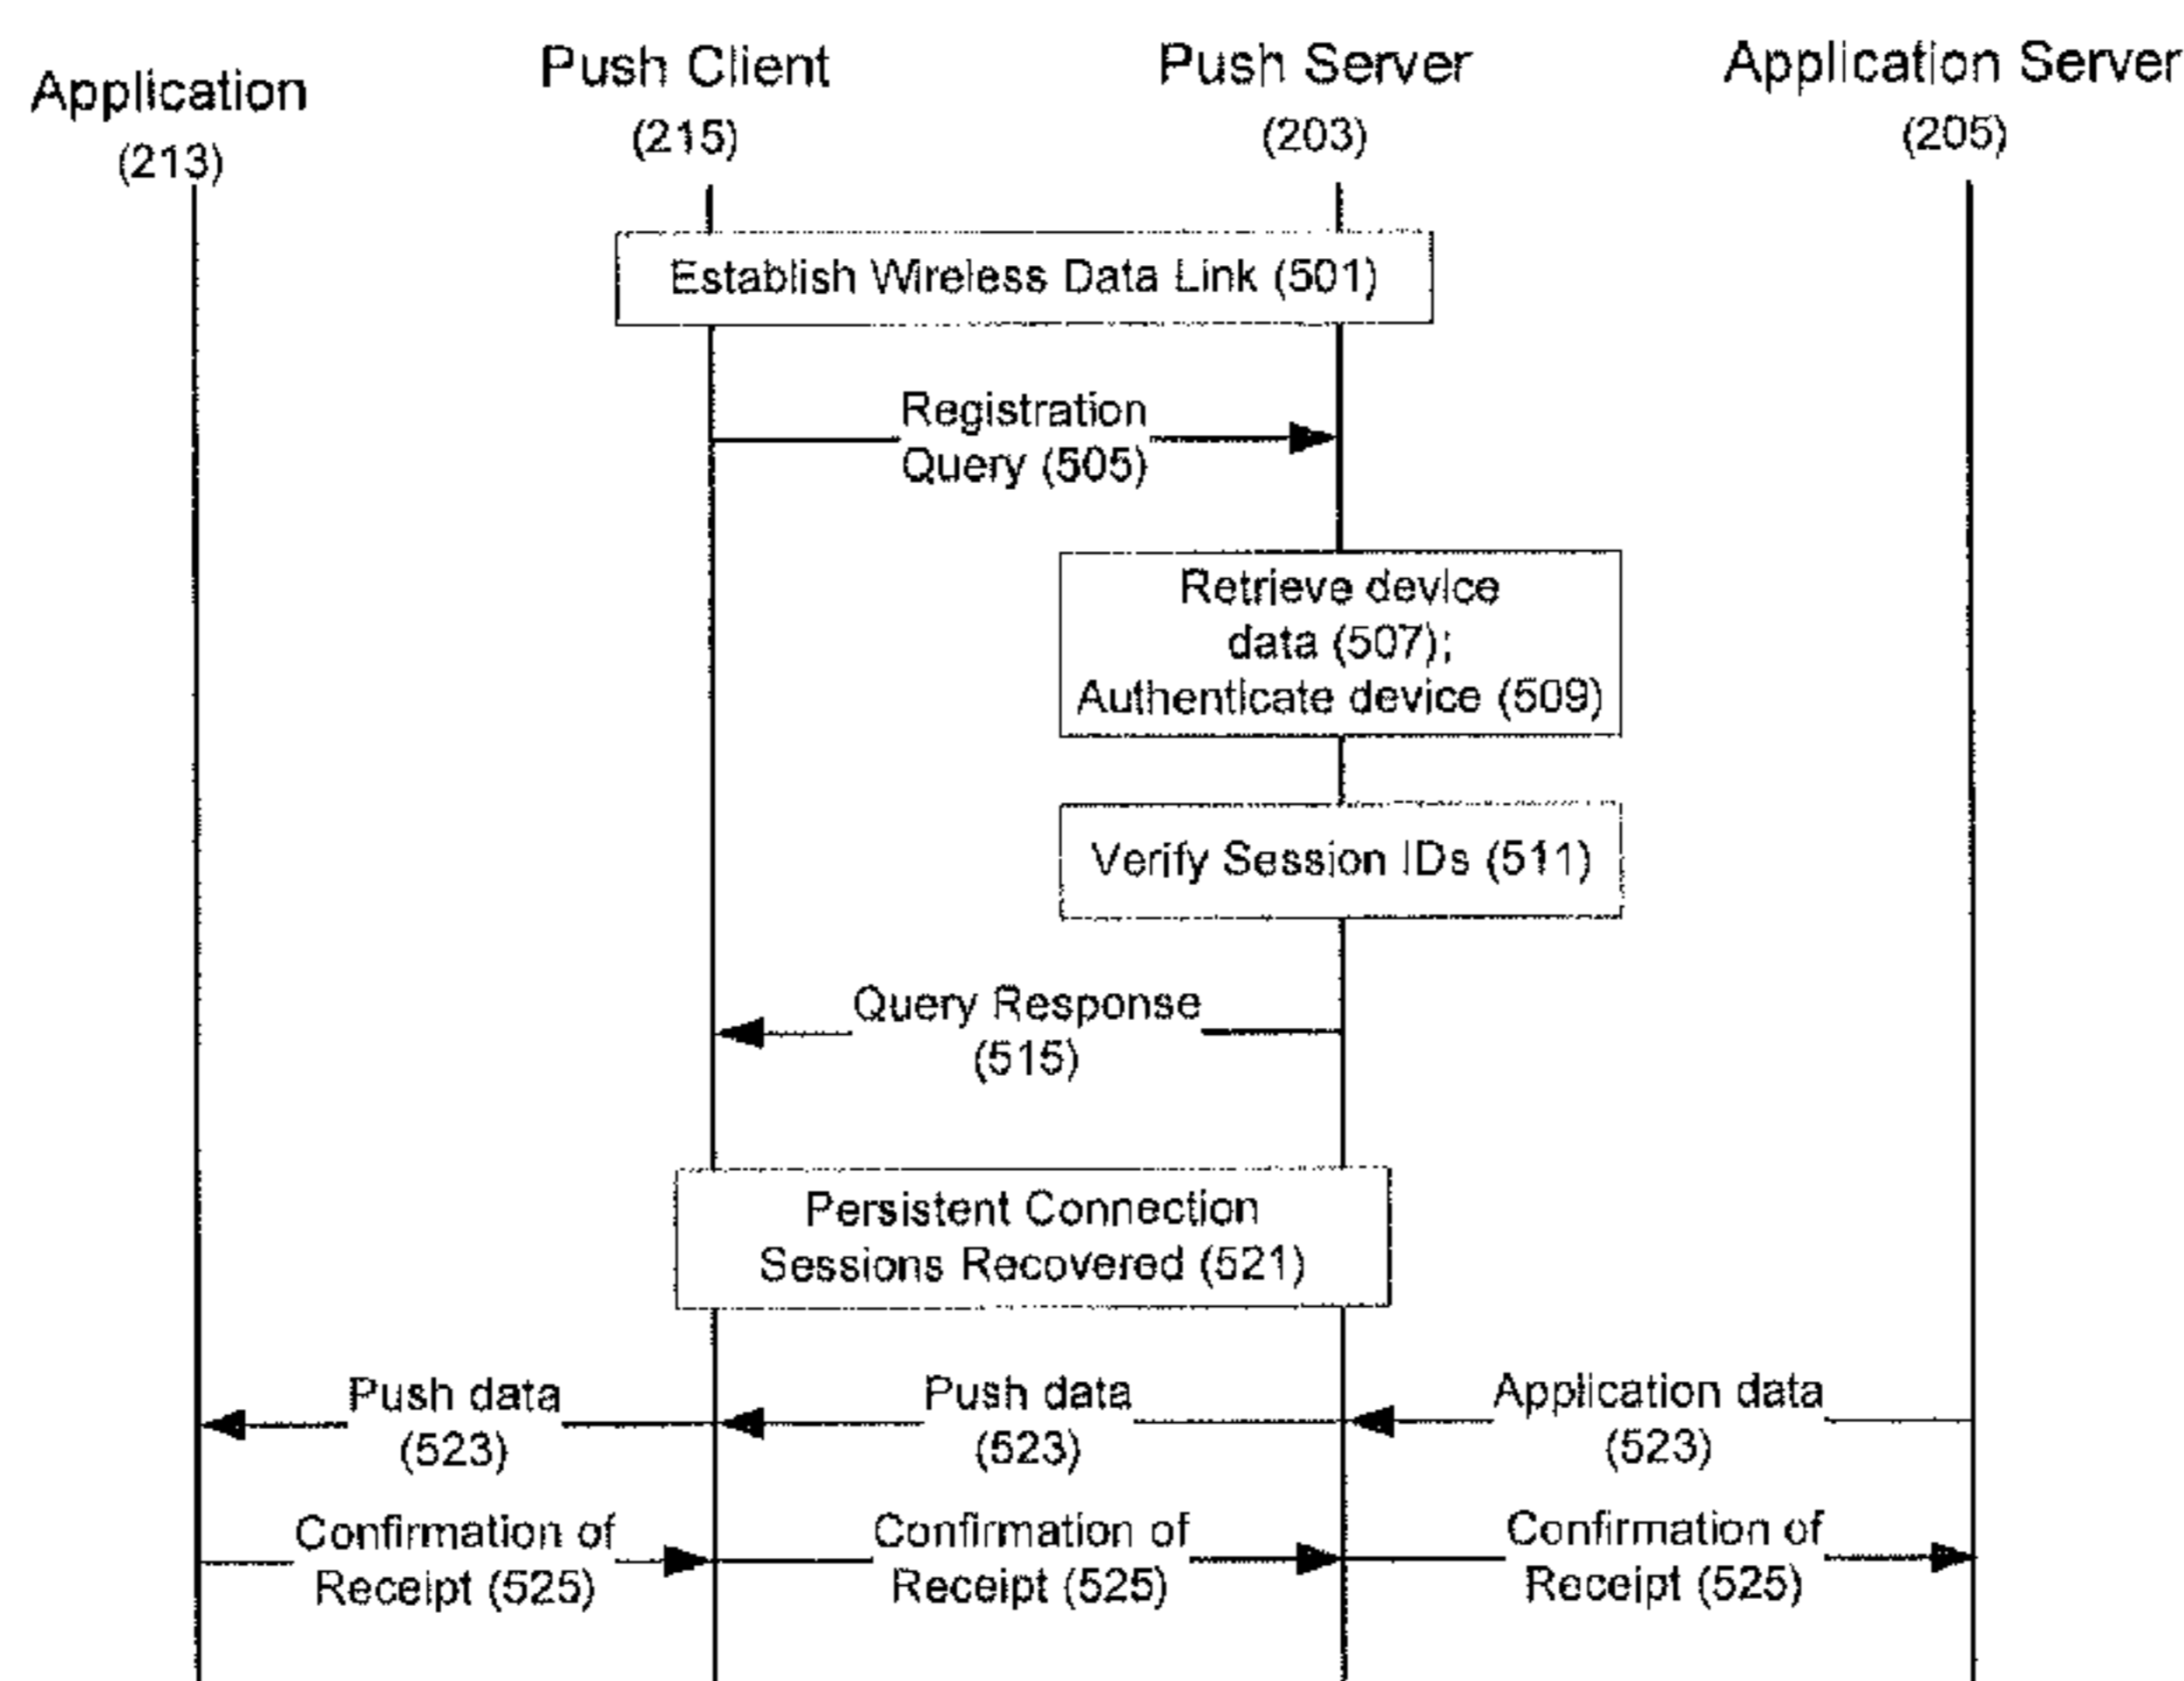 Application
(213)
Push Client
(215)
Push Server
(203)
Application Server
(205)
Establish Wireless Data Link (501)
Registration
Query (505)
Retrieve device
data (507);
Authenticate device (509)
Verify Session IDs (511)
Query Response
(515)
Persistent Connection
Sessions Recovered (521)
Push data
(523)
Push data
(523)
Application data
(523)
Confirmation of
Receipt (525)
Confirmation of
Receipt (525)
Confirmation of
Receipt (525)